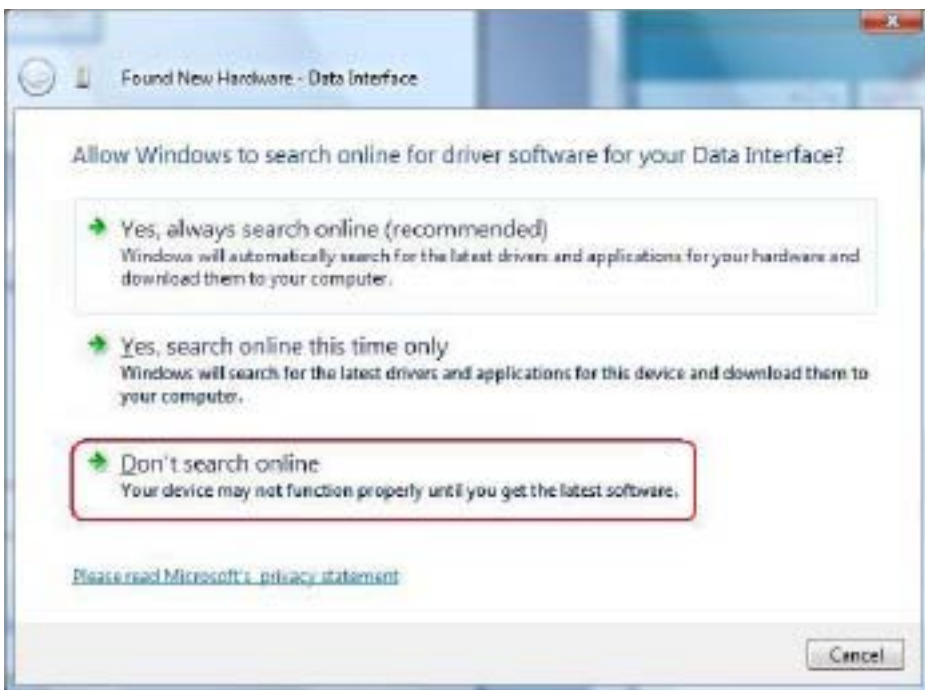 Found New Hardware - Data Interface
Allow Windows to search online for driver software for your Data Interface?
Yes, always search online (recommended)
Windows will automatically search for the latest drivers and applications for your hardware and
download them to your computer.
Yes, search online this time only
Windows will search for the latest drivers and applications for this device and download them to
your computer.
Don't search online
Your device may not function properly until you get the latest software.
Please read Microsoft's privacy statement
Cancel